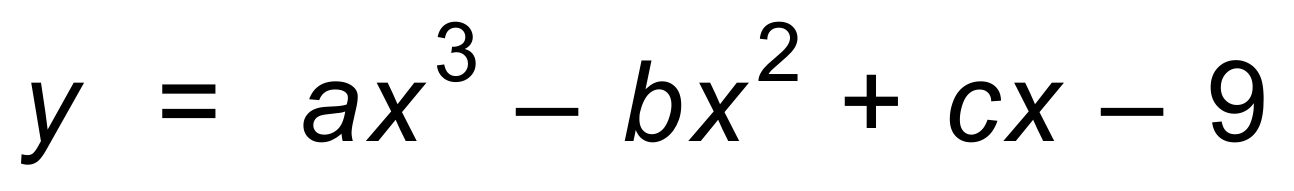 y = ax³ − bx² + cx − 9